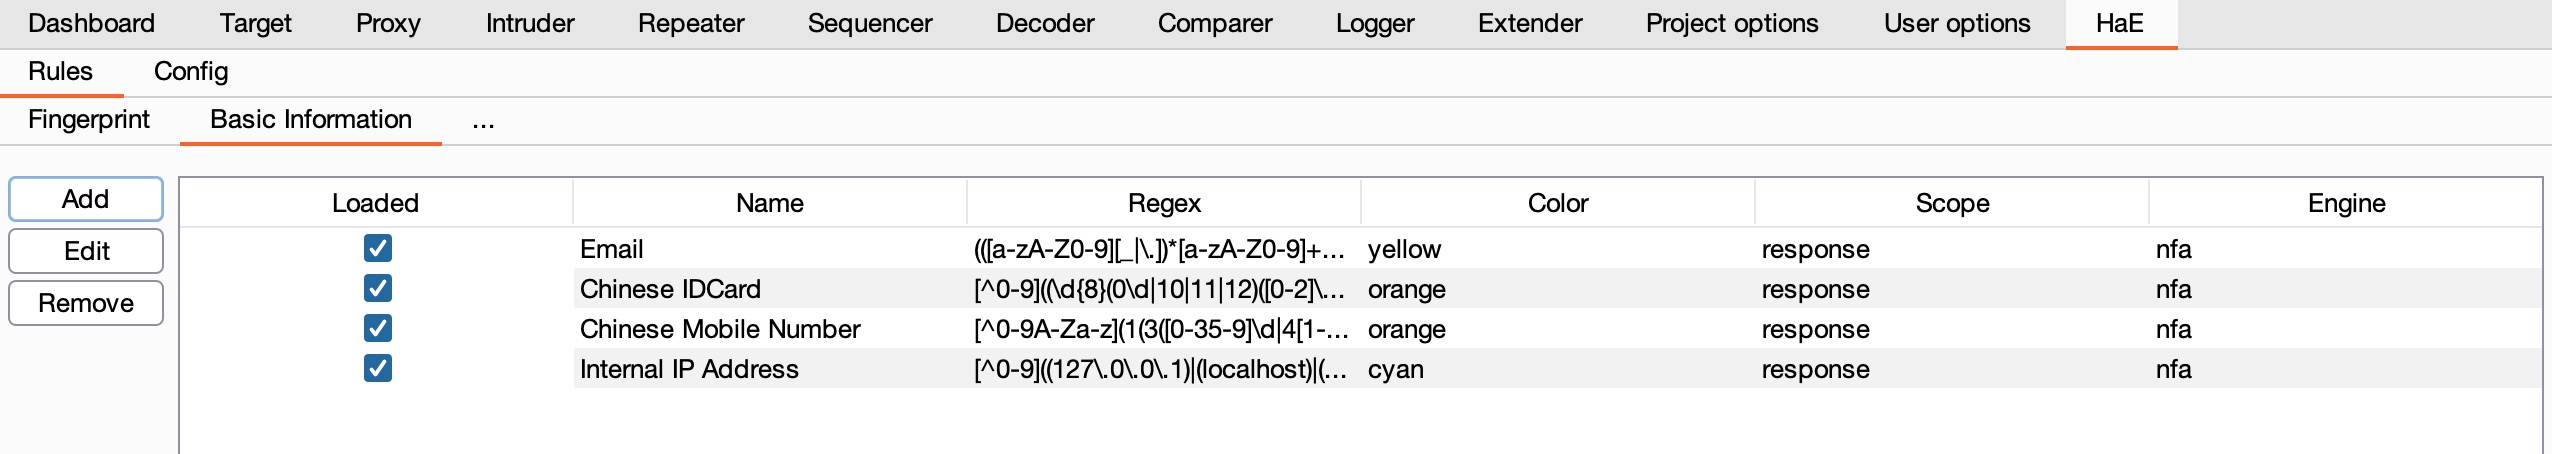 Dashboard Target Proxy Intruder Repeater Sequencer Decoder Comparer Logger Extender Project options User options HaE
Rules Config
Fingerprint Basic Information ...
Add
Edit
Remove
Loaded Name Regex Color Scope Engine
Email (([a-zA-Z0-9][_|\.])*[a-zA-Z0-9]+... yellow response nfa
Chinese IDCard [^0-9]((\d{8}(0\d|10|11|12)([0-2]\... orange response nfa
Chinese Mobile Number [^0-9A-Za-z](1(3([0-35-9]\d|4[1-... orange response nfa
Internal IP Address [^0-9]((127\.0\.0\.1)|(localhost)|(... cyan response nfa